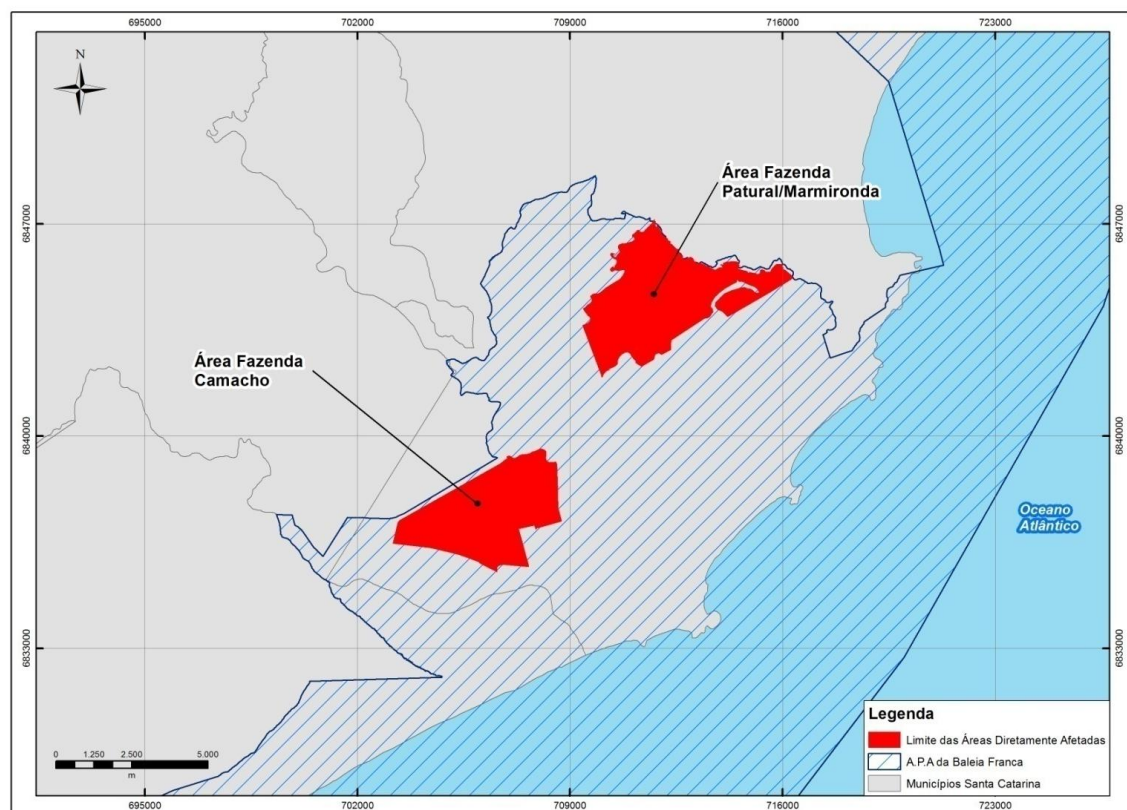 695000
702000
709000
716000
723000
N
Área Fazenda
Patural/Marmironda
6847000
6847000
Área Fazenda
Camacho
6840000
6840000
Oceano
Atlântico
6833000
6833000
Legenda
Limite das Áreas Diretamente Afetadas
A.P.A da Baleia Franca
Municípios Santa Catarina
0 1.250 2.500 5.000
m
695000
702000
709000
716000
723000